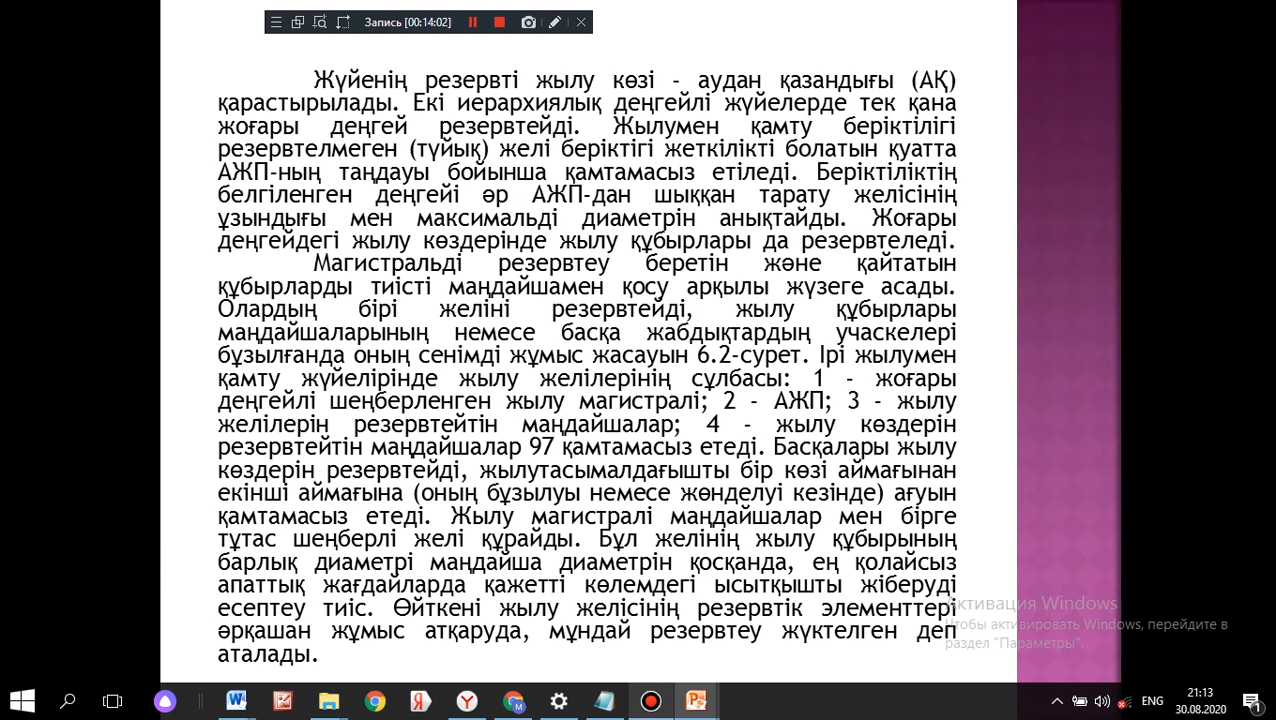 Запись [00:14:02]
Жүйенің резервті жылу көзі - аудан қазандығы (АҚ)
қарастырылады. Екі иерархиялық деңгейлі жүйелерде тек қана
жоғары деңгей резервтейді. Жылумен қамту беріктілігі
резервтелмеген (түйық) желі беріктігі жеткілікті болатын қуатта
АЖП-ның таңдауы бойынша қамтамасыз етіледі. Беріктіліктің
белгіленген деңгейі әр АЖП-дан шыққан тарату желісінің
ұзындығы мен максимальді диаметрін анықтайды. Жоғары
деңгейдегі жылу көздерінде жылу құбырлары да резервтеледі.
Магистральді резервтеу беретін және қайтатын
құбырларды тиісті маңдайшамен қосу арқылы жүзеге асады.
Олардың бірі желіні резервтейді, жылу құбырлары
маңдайшаларының немесе басқа жабдықтардың учаскелері
бұзылғанда оның сенімді жұмыс жасауын 6.2-сурет. Ірі жылумен
қамту жүйелірінде жылу желілерінің сұлбасы: 1 - жоғары
деңгейлі шеңберленген жылу магистралі; 2 - АЖП; 3 - жылу
желілерін резервтейтін маңдайшалар; 4 - жылу көздерін
резервтейтін маңдайшалар 97 қамтамасыз етеді. Басқалары жылу
көздерін резервтейді, жылутасымалдағышты бір көзі аймағынан
екінші аймағына (оның бұзылуы немесе жөнделуі кезінде) ағуын
қамтамасыз етеді. Жылу магистралі маңдайшалар мен бірге
тұтас шеңберлі желі құрайды. Бұл желінің жылу құбырының
барлық диаметрі маңдайша диаметрін қосқанда, ең қолайсыз
апаттық жағдайларда қажетті көлемдегі ысытқышты жіберуді
есептеу тиіс. Өйткені жылу желісінің резервтік элементтері
әрқашан жұмыс атқаруда, мұндай резервтеу жүктелген деп
аталады.
Активация Windows
Чтобы активировать Windows, перейдите в
раздел "Параметры".
ENG
21:13
30.08.2020